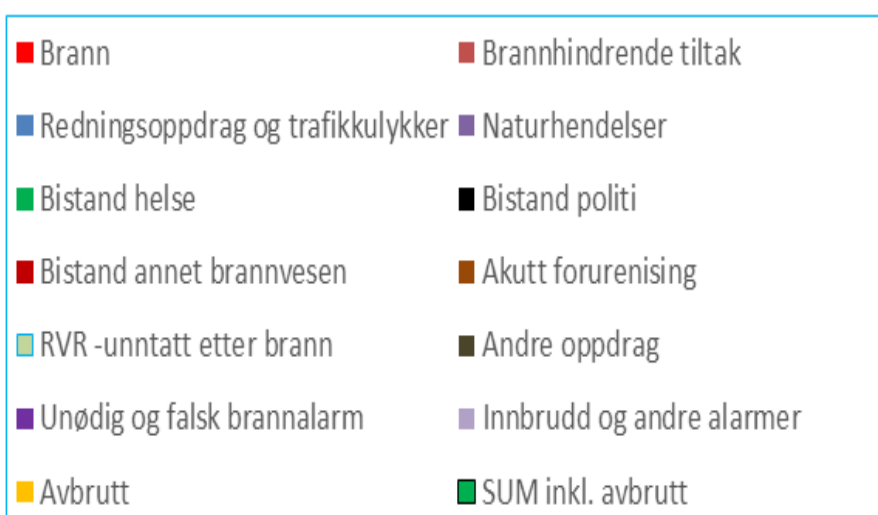 Brann
Brannhindrende tiltak
Redningsoppdrag og trafikkulykker
Naturhendelser
Bistand helse
Bistand politi
Bistand annet brannvesen
Akutt forurenising
RVR -unntatt etter brann
Andre oppdrag
Unødig og falsk brannalarm
Innbrudd og andre alarmer
Avbrutt
SUM inkl. avbrutt